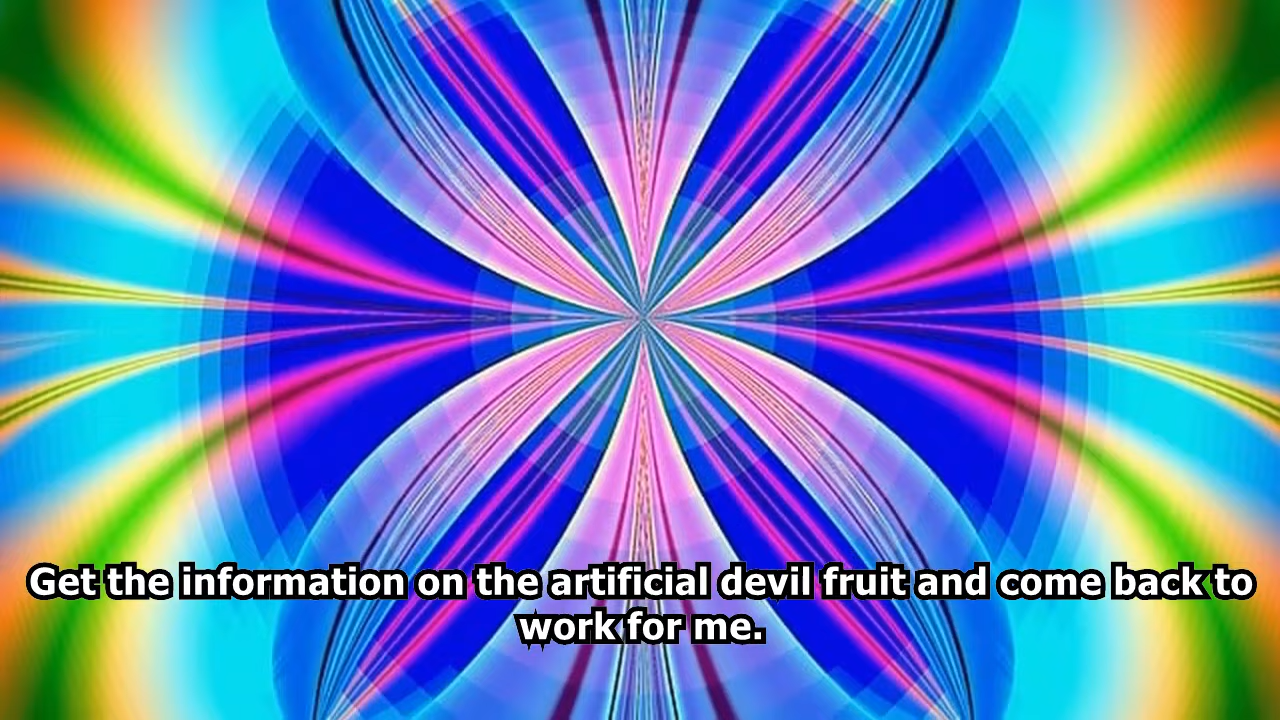 Get the information on the artificial devil fruit and come back to
work for me.